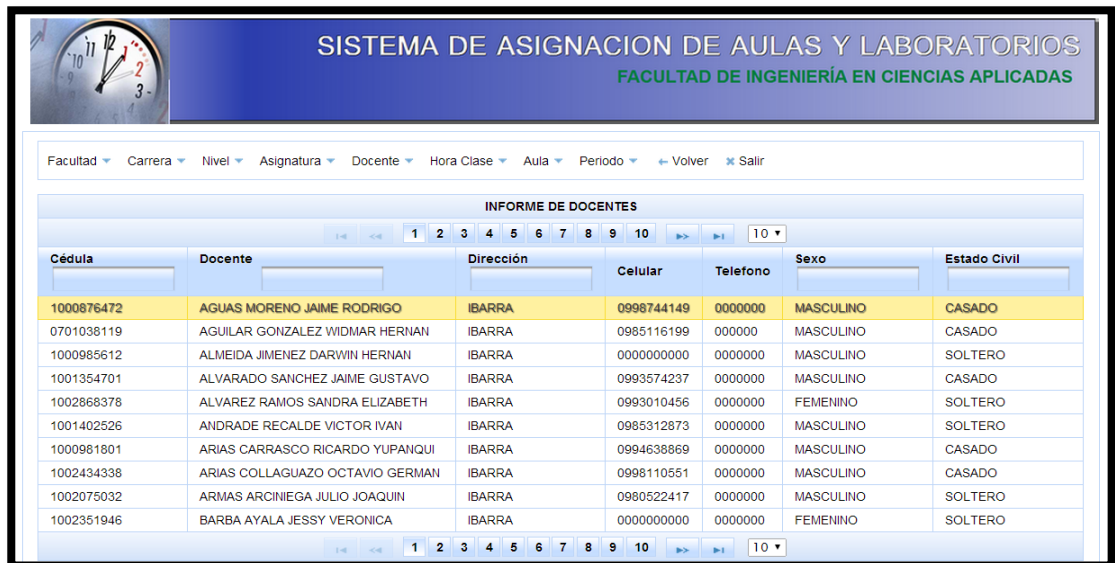 SISTEMA DE ASIGNACION DE AULAS Y LABORATORIOS
FACULTAD DE INGENIERÍA EN CIENCIAS APLICADAS
Facultad Carrera Nivel Asignatura Docente Hora Clase Aula Periodo Volver Salir
INFORME DE DOCENTES
1 2 3 4 5 6 7 8 9 10 10
Cédula Docente Dirección Celular Telefono Sexo Estado Civil
1000876472 AGUAS MORENO JAIME RODRIGO IBARRA 0998744149 0000000 MASCULINO CASADO
0701038119 AGUILAR GONZALEZ WIDMAR HERNAN IBARRA 0985116199 000000 MASCULINO CASADO
1000985612 ALMEIDA JIMENEZ DARWIN HERNAN IBARRA 0000000000 0000000 MASCULINO SOLTERO
1001354701 ALVARADO SANCHEZ JAIME GUSTAVO IBARRA 0993574237 0000000 MASCULINO CASADO
1002868378 ALVAREZ RAMOS SANDRA ELIZABETH IBARRA 0993010456 0000000 FEMENINO SOLTERO
1001402526 ANDRADE RECALDE VICTOR IVAN IBARRA 0985312873 0000000 MASCULINO SOLTERO
1000981801 ARIAS CARRASCO RICARDO YUPANQUI IBARRA 0994638869 0000000 MASCULINO CASADO
1002434338 ARIAS COLLAGUAZO OCTAVIO GERMAN IBARRA 0998110551 0000000 MASCULINO CASADO
1002075032 ARMAS ARCINIEGA JULIO JOAQUIN IBARRA 0980522417 0000000 MASCULINO SOLTERO
1002351946 BARBA AYALA JESSY VERONICA IBARRA 0000000000 0000000 FEMENINO SOLTERO
1 2 3 4 5 6 7 8 9 10 10